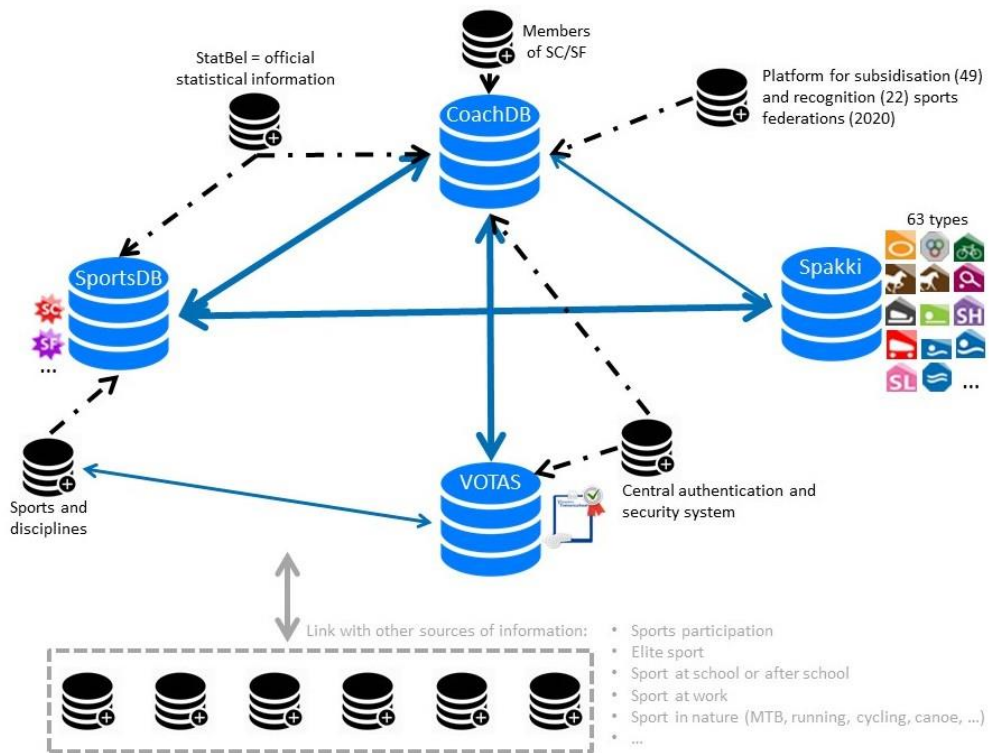 Members
of SC/SF
StatBel = official
statistical information
CoachDB
Platform for subsidisation (49)
and recognition (22) sports
federations (2020)
63 types
SportsDB
Spakki
SC
SF
...
SH
SL
...
Sports and
disciplines
VOTAS
Central authentication and
security system
Link with other sources of information:
• Sports participation
• Elite sport
• Sport at school or after school
• Sport at work
• Sport in nature (MTB, running, cycling, canoe, ...)
• ...